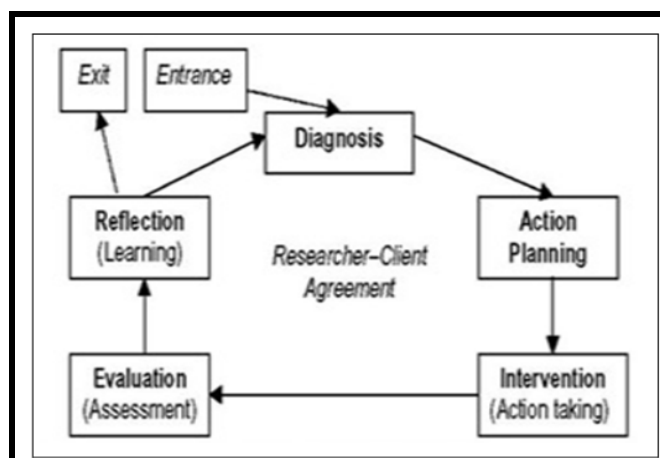 Exit
Entrance
Diagnosis
Action
Planning
Intervention
(Action taking)
Evaluation
(Assessment)
Reflection
(Learning)
Researcher–Client
Agreement